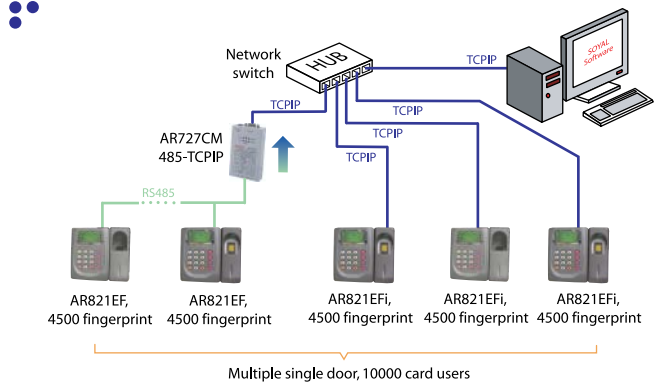 Network
switch
HUB
TCPIP
SOYAL
Software
TCPIP
TCPIP
TCPIP
TCPIP
AR727CM
485-TCPIP
RS485
AR821EF,
4500 fingerprint
AR821EF,
4500 fingerprint
AR821EFi,
4500 fingerprint
AR821EFi,
4500 fingerprint
AR821EFi,
4500 fingerprint
Multiple single door, 10000 card users